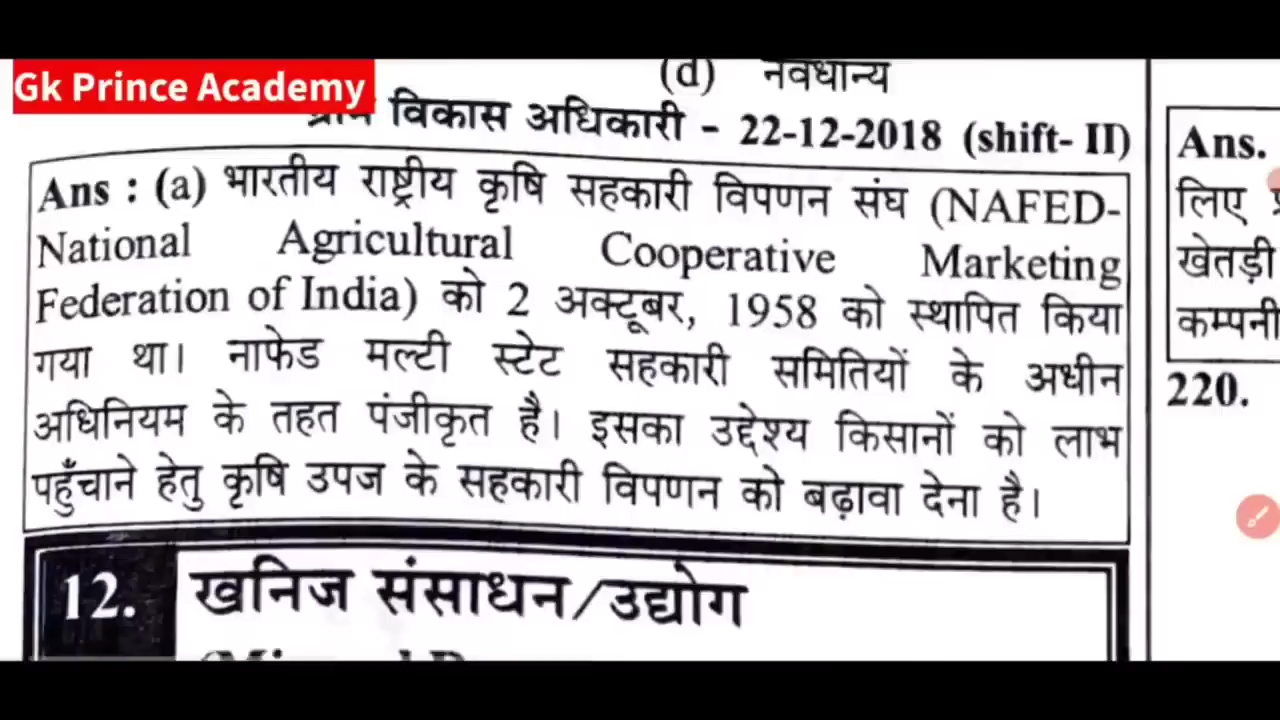 Gk Prince Academy
(d) नवधान्य
विकास अधिकारी - 22-12-2018 (shift- II)
Ans : (a) भारतीय राष्ट्रीय कृषि सहकारी विपणन संघ (NAFED-
National Agricultural Cooperative Marketing
Federation of India) को 2 अक्टूबर, 1958 को स्थापित किया
गया था। नाफेड मल्टी स्टेट सहकारी समितियों के अधीन
अधिनियम के तहत पंजीकृत है। इसका उद्देश्य किसानों को लाभ
पहुँचाने हेतु कृषि उपज के सहकारी विपणन को बढ़ावा देना है।
12. खनिज संसाधन/उद्योग
Ans.
लिए
खेतड़ी
कम्पनी
220.